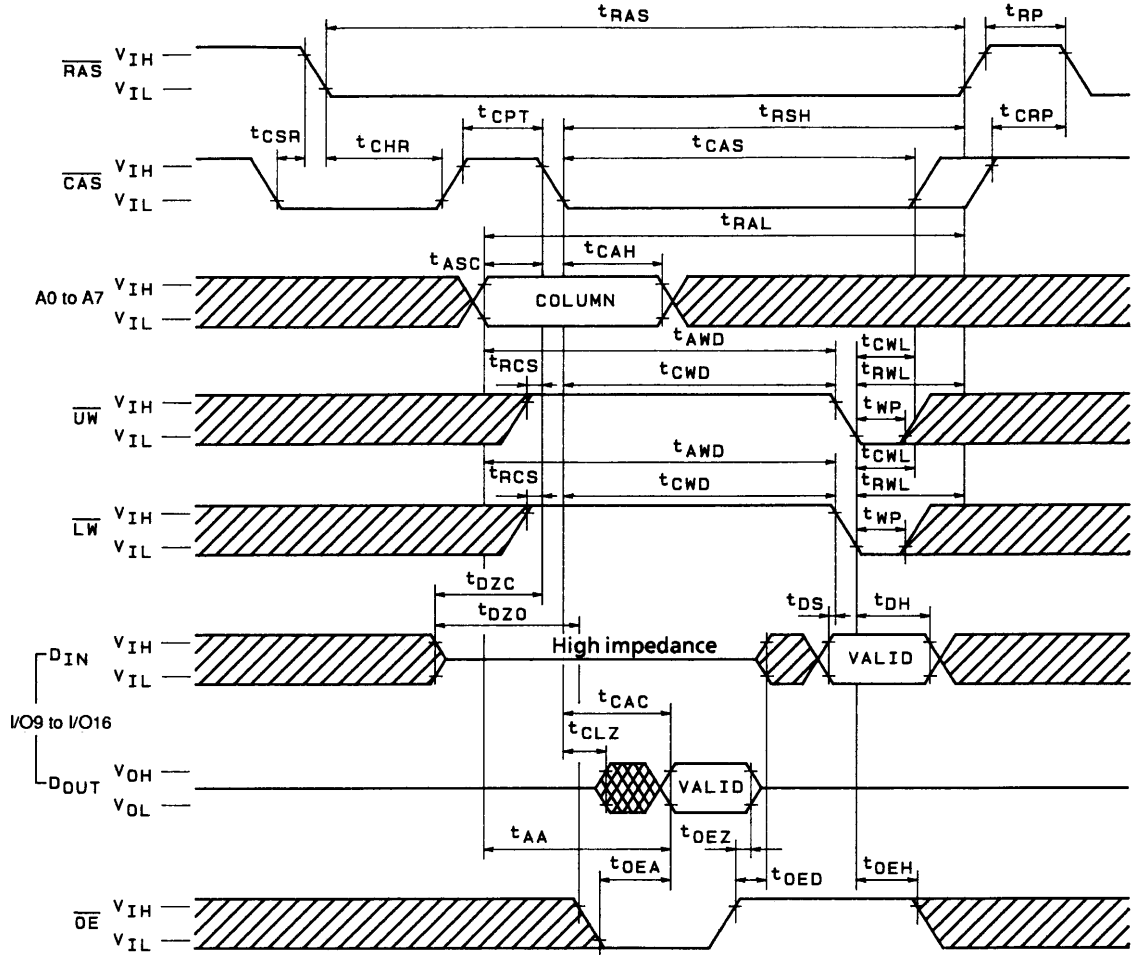 tRAS tRP
RAS VIH
VIL
tCSR tCHR tCPT tRSH tCRP
tCAS
CAS VIH
VIL
tRAL
tASC tCAH
A0 to A7 VIH
VIL
COLUMN
tAWD tCWL
tRCS tCWD tRWL
tWP
UW VIH
VIL
tAWD tCWL
tRCS tCWD tRWL
tWP
LW VIH
VIL
tDZC
tDZO tDS tDH
DIN VIH
VIL
High impedance VALID
I/O9 to I/O16
tCAC
tCLZ
DOUT VOH
VOL
VALID
tAA tOEZ
tOEA tOED tOEH
OE VIH
VIL